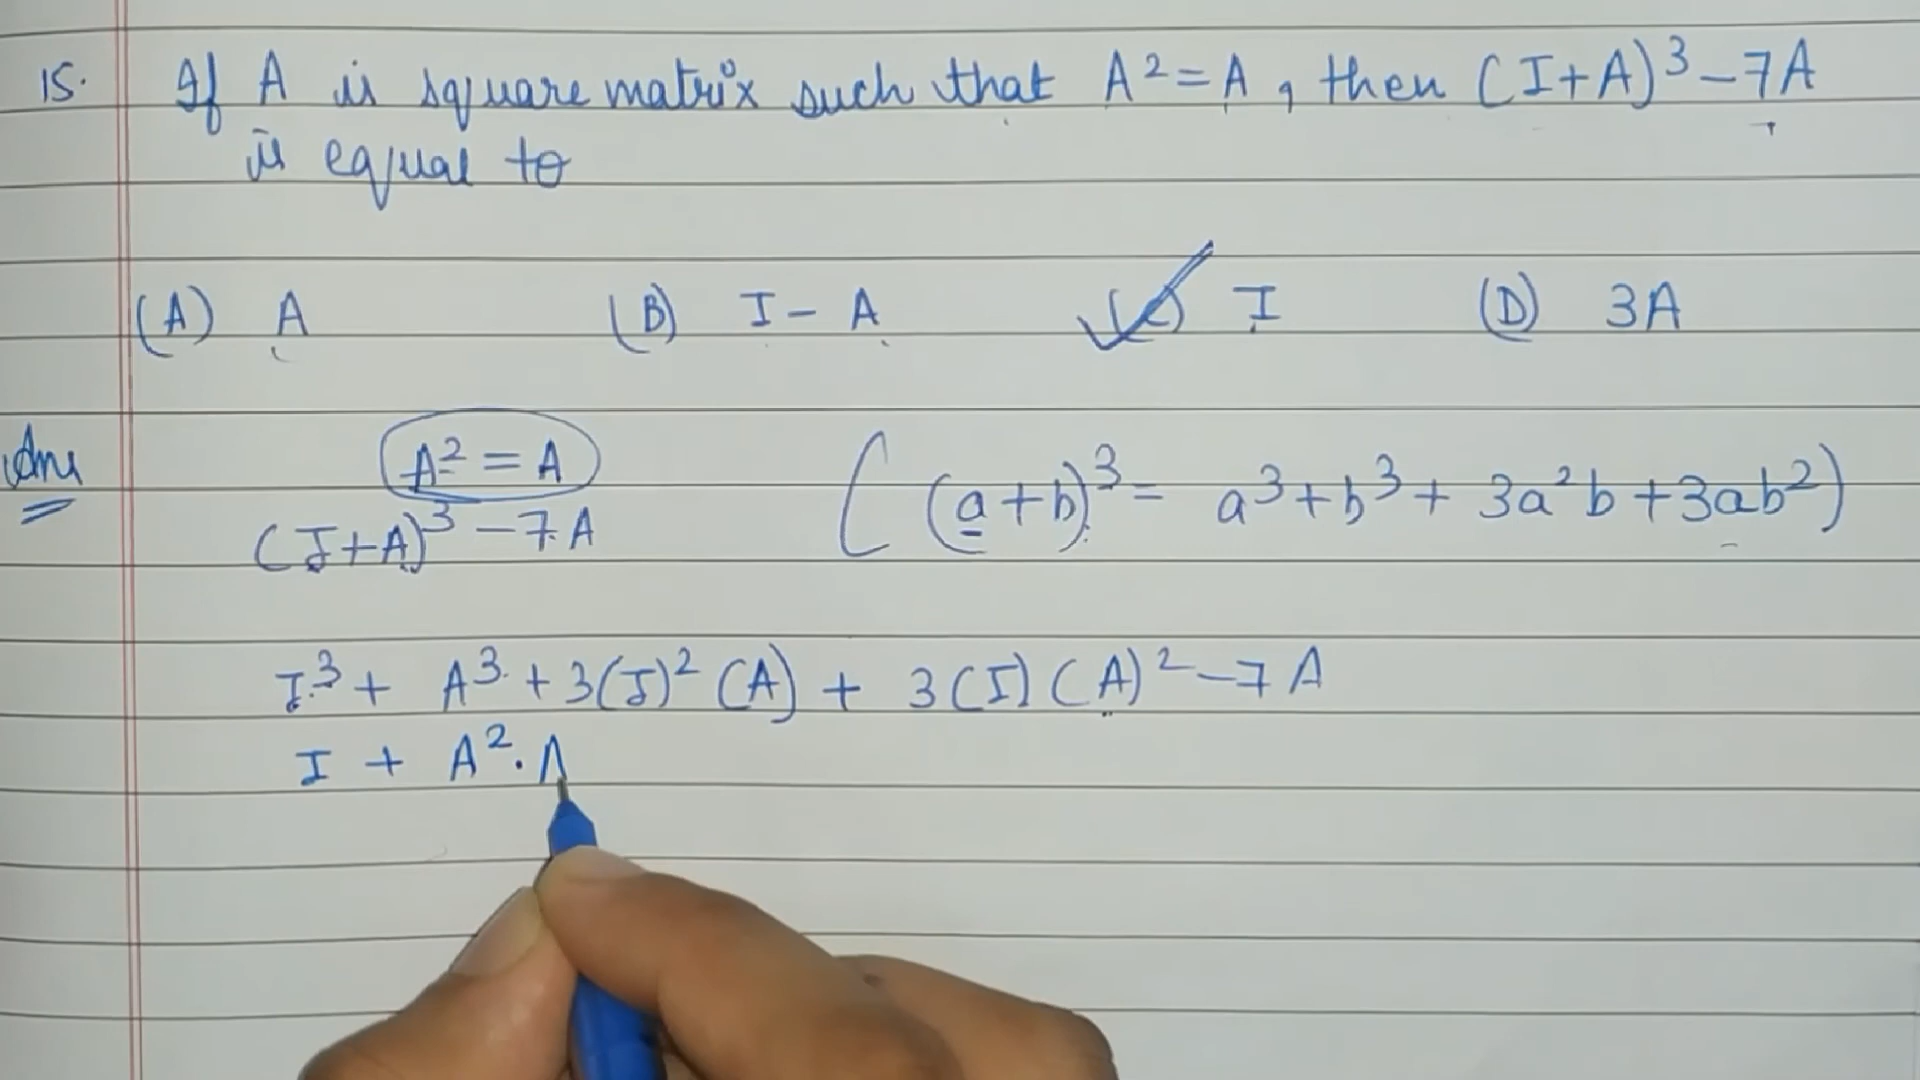 15. If A is square matrix such that A² = A, then (I+A)³ – 7A
is equal to
(A) A (B) I – A (C) I (D) 3A
Ans A² = A ( (a+b)³ = a³+b³+ 3a²b+3ab²)
(I+A)³ – 7A
I³ + A³ + 3(I)² (A) + 3(I) (A)² – 7A
I + A² . A